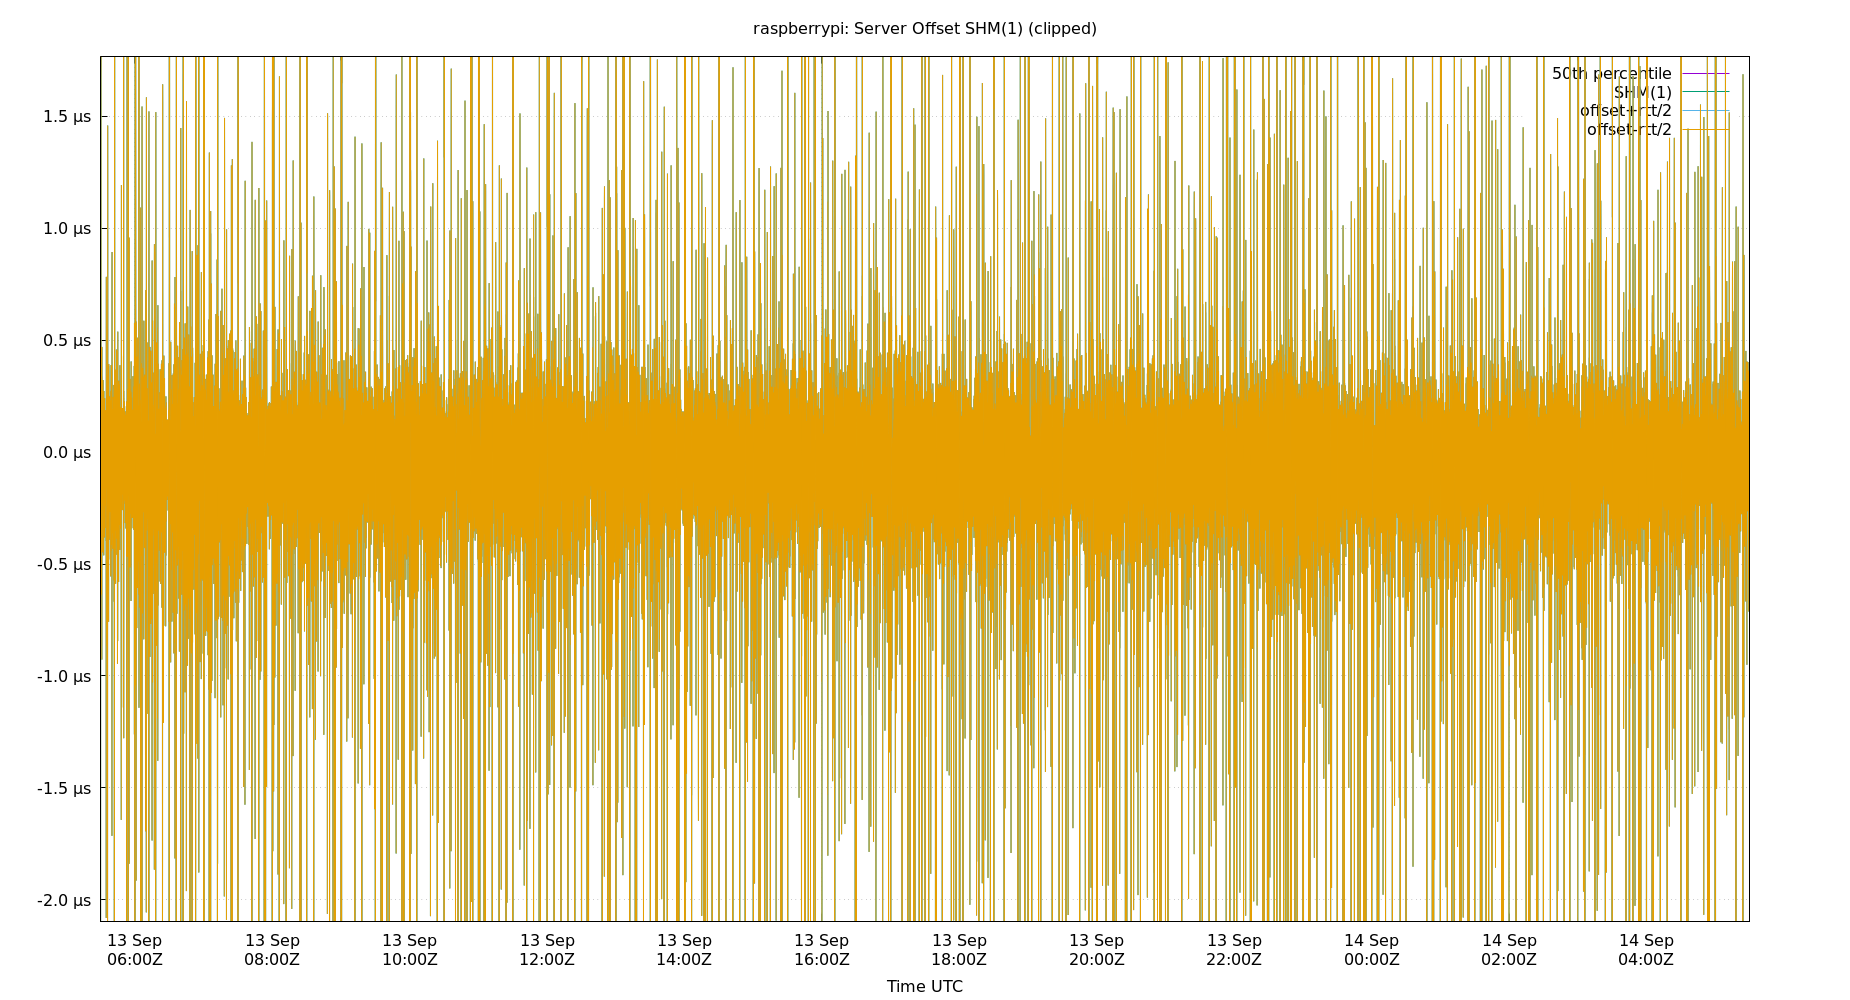 raspberrypi: Server Offset SHM(1) (clipped)
50th percentile
SHM(1)
offset+rtt/2
offset-rtt/2
1.5 µs
1.0 µs
0.5 µs
0.0 µs
-0.5 µs
-1.0 µs
-1.5 µs
-2.0 µs
13 Sep 13 Sep 13 Sep 13 Sep 13 Sep 13 Sep 13 Sep 13 Sep 13 Sep 14 Sep 14 Sep 14 Sep
06:00Z 08:00Z 10:00Z 12:00Z 14:00Z 16:00Z 18:00Z 20:00Z 22:00Z 00:00Z 02:00Z 04:00Z
Time UTC